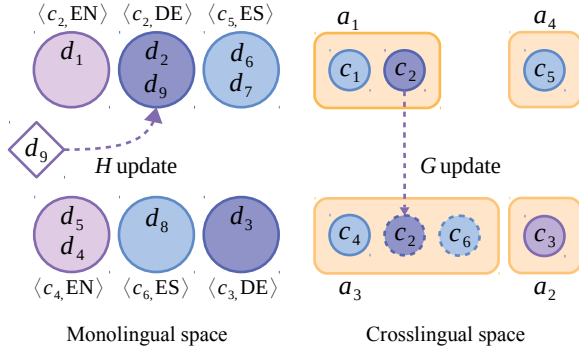 ⟨c₂,EN⟩ ⟨c₂,DE⟩ ⟨c₅,ES⟩
d₁ d₂ d₆
d₉ d₇
d₉
H update
d₅ d₈ d₃
d₄
⟨c₄,EN⟩ ⟨c₆,ES⟩ ⟨c₃,DE⟩
Monolingual space
a₁ a₄
c₁ c₂ c₅
G update
c₄ c₂ c₆ c₃
a₃ a₂
Crosslingual space